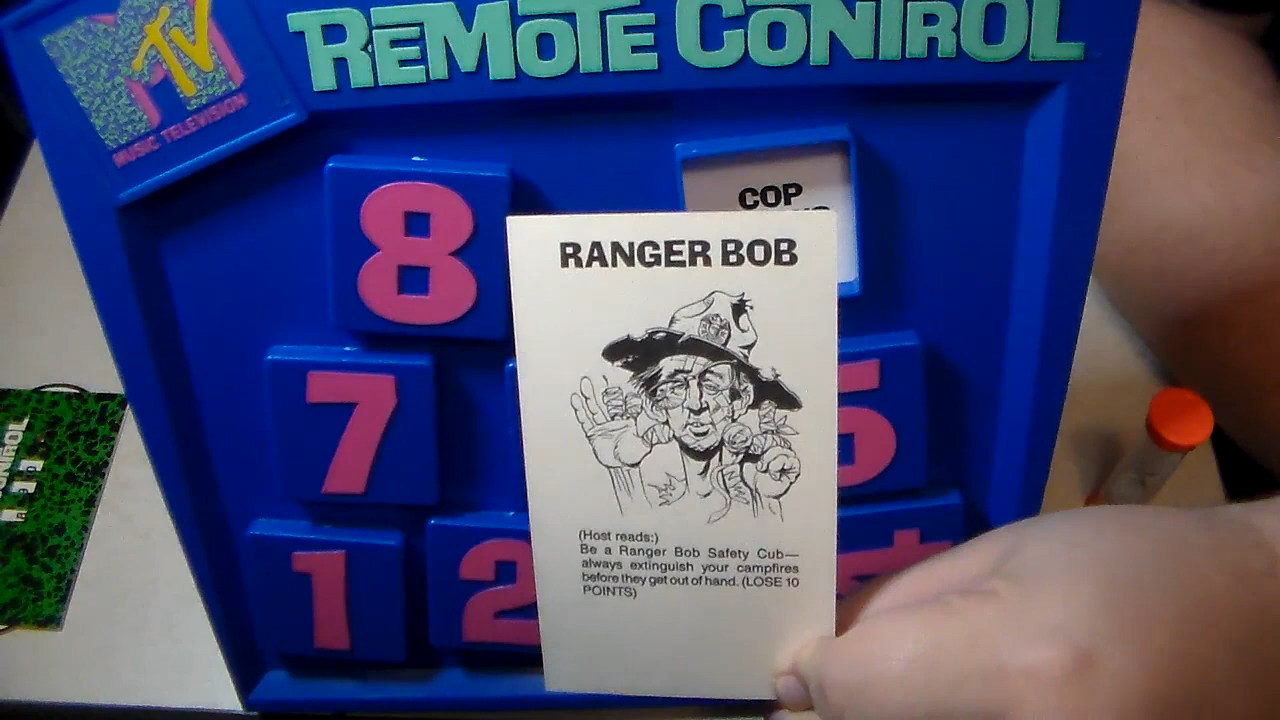 MTV
MUSIC TELEVISION
REMOTE CONTROL
8
COP
RANGER BOB
7
5
(Host reads:)
Be a Ranger Bob Safety Cub—
always extinguish your campfires
before they get out of hand. (LOSE 10
POINTS)
1
2